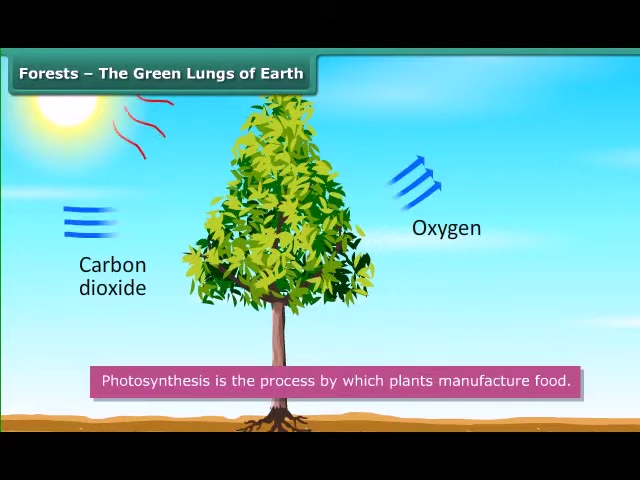 Forests – The Green Lungs of Earth
Oxygen
Carbon
dioxide
Photosynthesis is the process by which plants manufacture food.